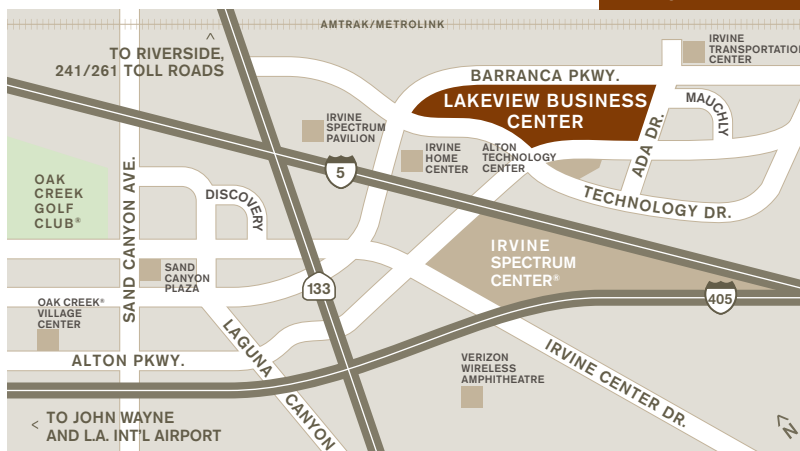 AMTRAK/METROLINK
TO RIVERSIDE,
241/261 TOLL ROADS
IRVINE
TRANSPORTATION
CENTER
BARRANCA PKWY.
LAKEVIEW BUSINESS
CENTER
MAUCHLY
ADA DR.
IRVINE
SPECTRUM
PAVILION
IRVINE
HOME
CENTER
ALTON
TECHNOLOGY
CENTER
5
OAK
CREEK
GOLF
CLUB®
SAND CANYON AVE.
DISCOVERY
TECHNOLOGY DR.
IRVINE
SPECTRUM
CENTER®
SAND
CANYON
PLAZA
133
405
OAK CREEK®
VILLAGE
CENTER
LAGUNA CANYON
IRVINE CENTER DR.
ALTON PKWY.
VERIZON
WIRELESS
AMPHITHEATRE
< TO JOHN WAYNE
AND L.A. INT'L AIRPORT
N